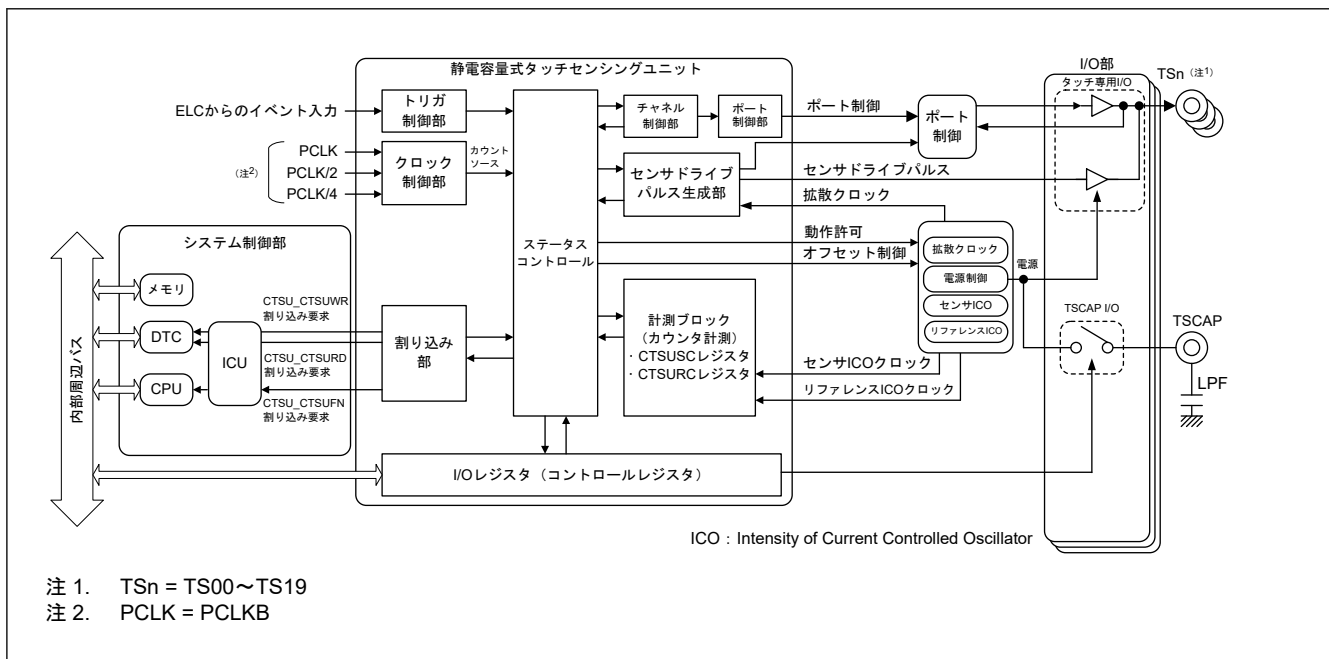 静電容量式タッチセンシングユニット
I/O部
タッチ専用I/O
TSn（注1）
ELCからのイベント入力
トリガ
制御部
チャネル
制御部
ポート
制御部
ポート制御
ポート
制御
PCLK
（注2）
PCLK/2
PCLK/4
クロック
制御部
カウント
ソース
センサドライブ
パルス生成部
センサドライブパルス
拡散クロック
ステータス
コントロール
動作許可
オフセット制御
拡散クロック
電源制御
センサICO
リファレンスICO
電源
システム制御部
メモリ
DTC
CPU
ICU
内部周辺バス
CTSU_CTSUWR
割り込み要求
CTSU_CTSURD
割り込み要求
CTSU_CTSUFN
割り込み要求
割り込み
部
計測ブロック
（カウンタ計測）
・CTSUSCレジスタ
・CTSURCレジスタ
センサICOクロック
リファレンスICOクロック
TSCAP I/O
TSCAP
LPF
I/Oレジスタ（コントロールレジスタ）
ICO：Intensity of Current Controlled Oscillator
注 1. TSn = TS00～TS19
注 2. PCLK = PCLKB